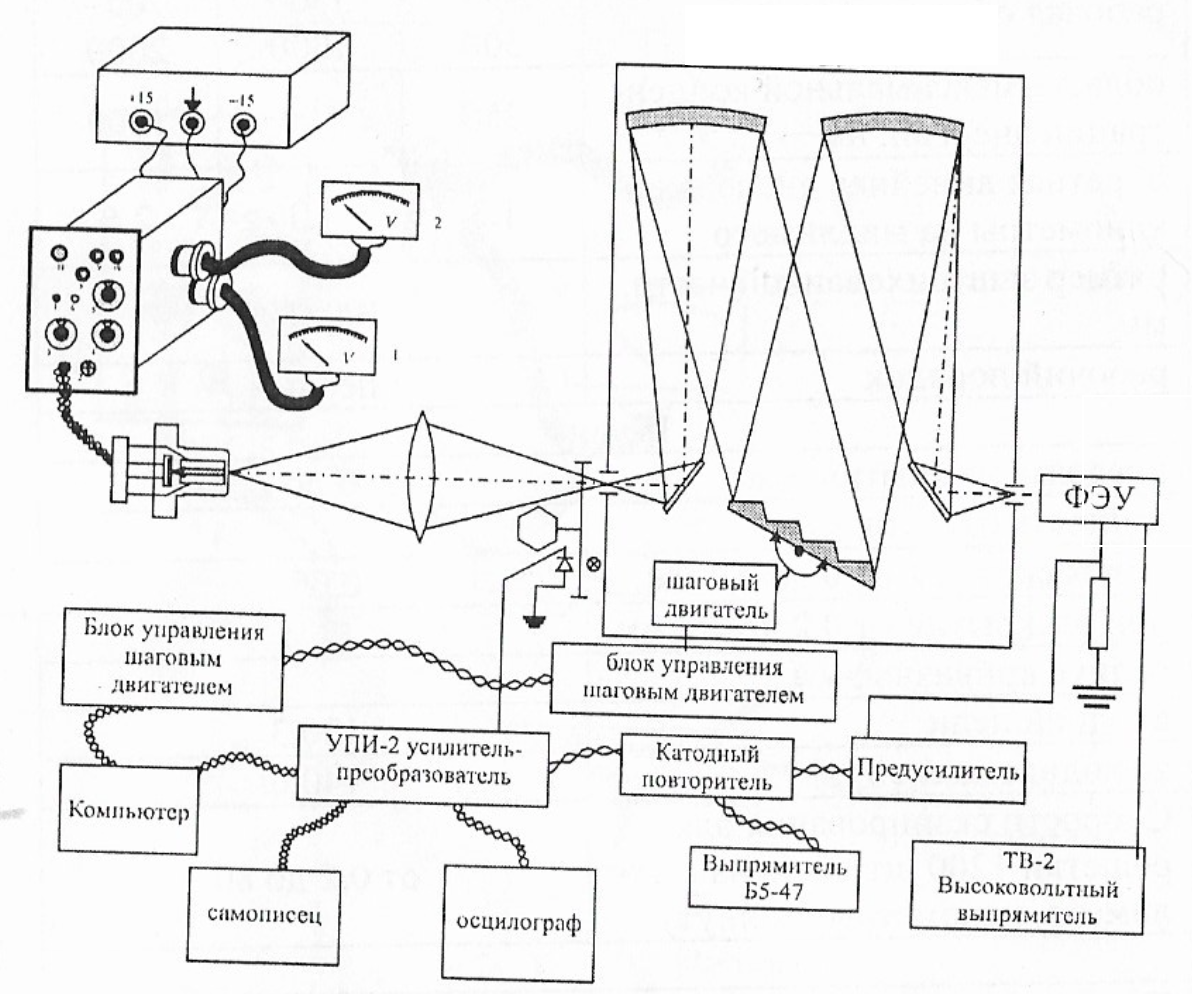 +15
−15
V
2
V
1
ФЭУ
шаговый
двигатель
Блок управления
шаговым
двигателем
блок управления
шаговым двигателем
УПИ-2 усилитель-
преобразователь
Катодный
повторитель
Предусилитель
Компьютер
Выпрямитель
Б5-47
ТВ-2
Высоковольтный
выпрямитель
самописец
осцилограф